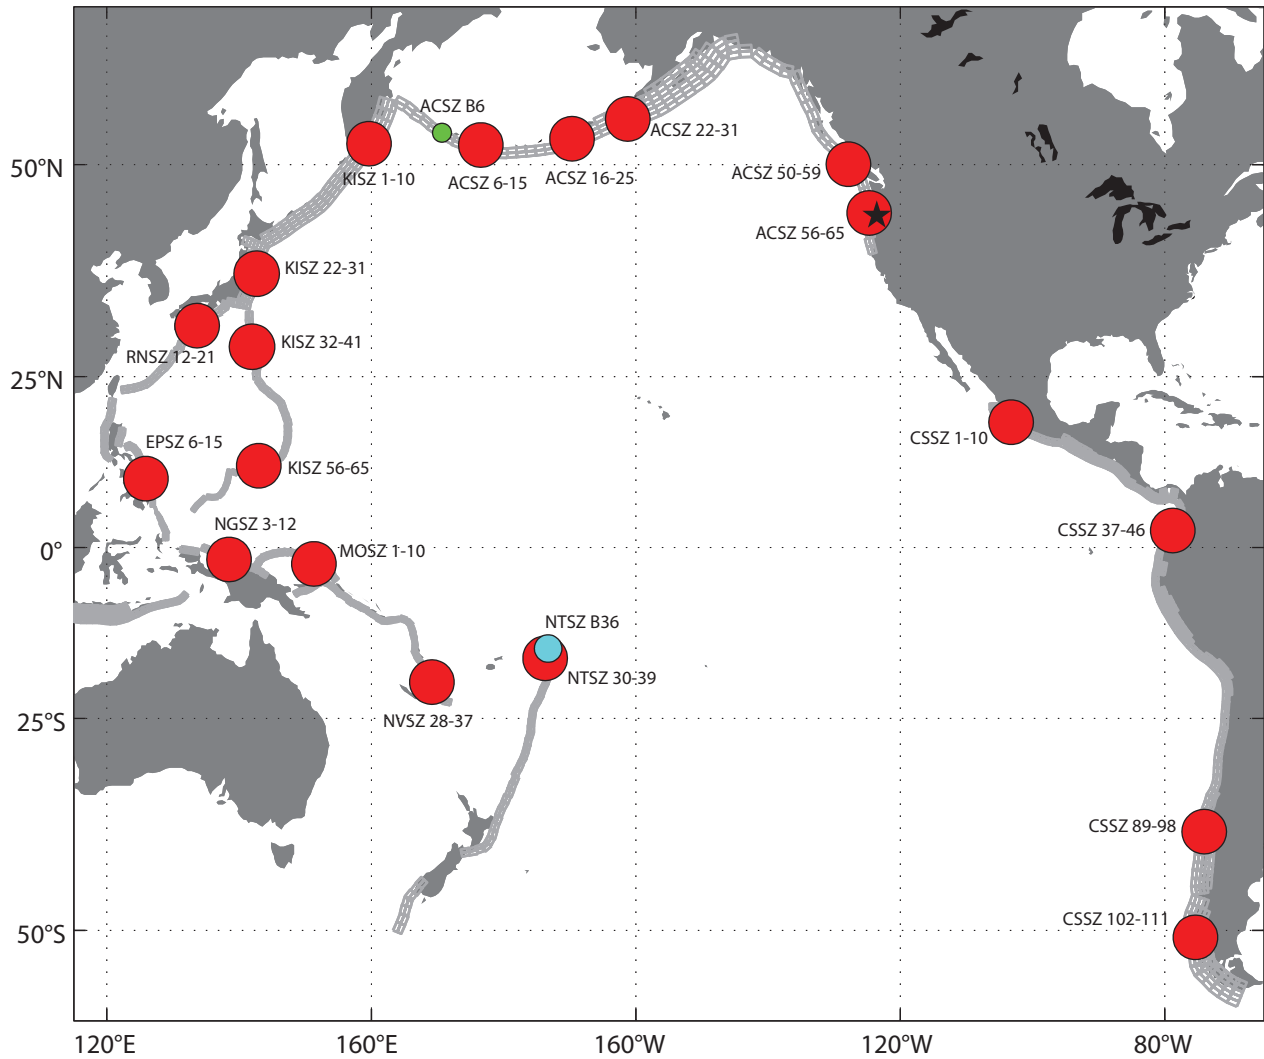 ACSZ B6
ACSZ 22-31
50°N
KISZ 1-10
ACSZ 6-15
ACSZ 16-25
ACSZ 50-59
ACSZ 56-65
KISZ 22-31
KISZ 32-41
RNSZ 12-21
25°N
CSSZ 1-10
EPSZ 6-15
KISZ 56-65
NGSZ 3-12
CSSZ 37-46
0°
MOSZ 1-10
NTSZ B36
NTSZ 30-39
NVSZ 28-37
25°S
CSSZ 89-98
CSSZ 102-111
50°S
120°E
160°E
160°W
120°W
80°W